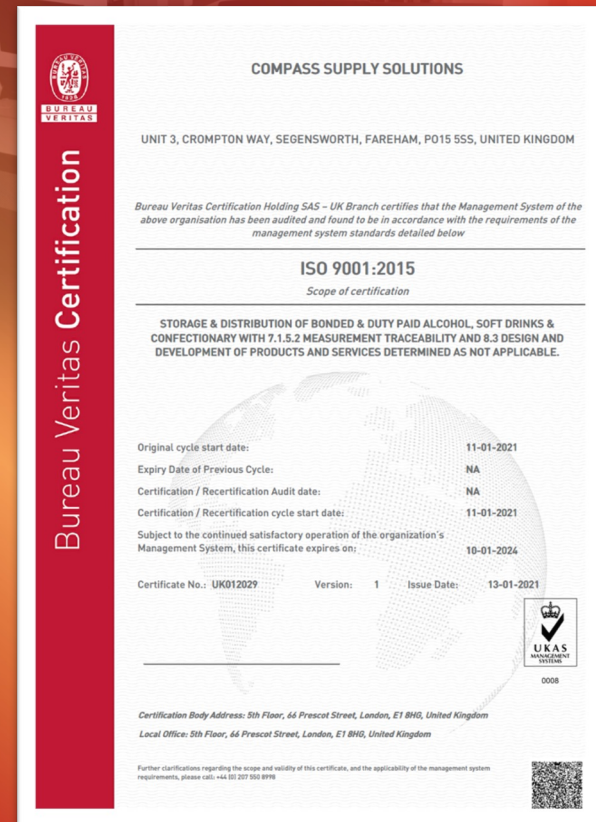 BUREAU VERITAS
1828
BUREAU
VERITAS
Bureau Veritas Certification
COMPASS SUPPLY SOLUTIONS
UNIT 3, CROMPTON WAY, SEGENSWORTH, FAREHAM, PO15 5SS, UNITED KINGDOM
Bureau Veritas Certification Holding SAS – UK Branch certifies that the Management System of the
above organisation has been audited and found to be in accordance with the requirements of the
management system standards detailed below
ISO 9001:2015
Scope of certification
STORAGE & DISTRIBUTION OF BONDED & DUTY PAID ALCOHOL, SOFT DRINKS &
CONFECTIONARY WITH 7.1.5.2 MEASUREMENT TRACEABILITY AND 8.3 DESIGN AND
DEVELOPMENT OF PRODUCTS AND SERVICES DETERMINED AS NOT APPLICABLE.
Original cycle start date: 11-01-2021
Expiry Date of Previous Cycle: NA
Certification / Recertification Audit date: NA
Certification / Recertification cycle start date: 11-01-2021
Subject to the continued satisfactory operation of the organization's
Management System, this certificate expires on: 10-01-2024
Certificate No.: UK012029 Version: 1 Issue Date: 13-01-2021
UKAS
MANAGEMENT
SYSTEMS
0008
Certification Body Address: 5th Floor, 66 Prescot Street, London, E1 8HG, United Kingdom
Local Office: 5th Floor, 66 Prescot Street, London, E1 8HG, United Kingdom
Further clarifications regarding the scope and validity of this certificate, and the applicability of the management system
requirements, please call: +44 (0) 207 550 8998